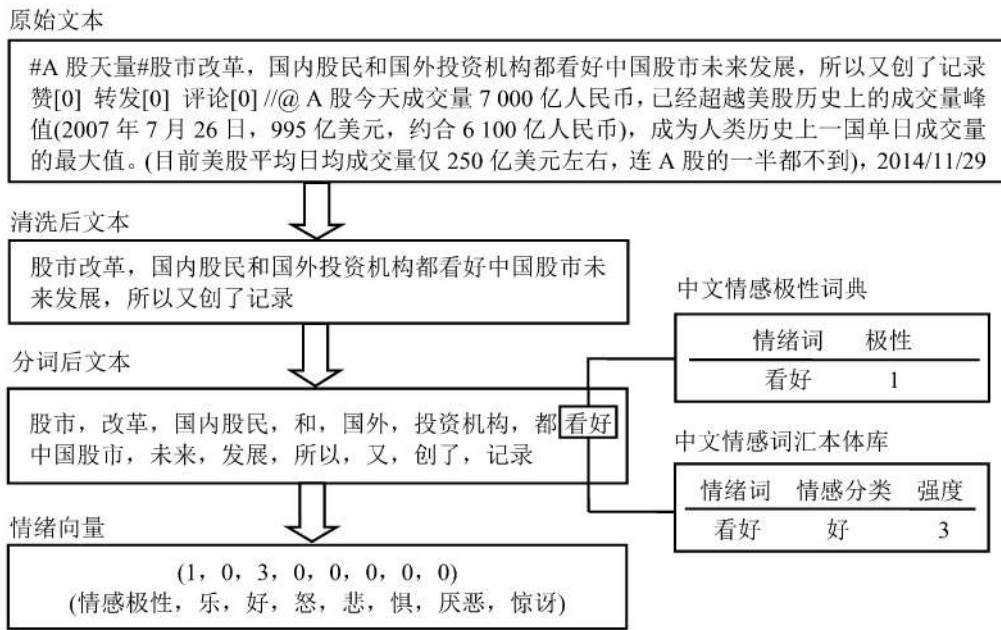 原始文本
#A 股天量#股市改革，国内股民和国外投资机构都看好中国股市未来发展，所以又创了记录
赞[0] 转发[0] 评论[0] //@ A 股今天成交量 7 000 亿人民币，已经超越美股历史上的成交量峰
值(2007 年 7 月 26 日，995 亿美元，约合 6 100 亿人民币)，成为人类历史上一国单日成交量
的最大值。(目前美股平均日均成交量仅 250 亿美元左右，连 A 股的一半都不到)，2014/11/29
清洗后文本
股市改革，国内股民和国外投资机构都看好中国股市未
来发展，所以又创了记录
分词后文本
股市，改革，国内股民，和，国外，投资机构，都 看好
中国股市，未来，发展，所以，又，创了，记录
中文情感极性词典
情绪词 极性
看好 1
中文情感词汇本体库
情绪词 情感分类 强度
看好 好 3
情绪向量
(1，0，3，0，0，0，0，0)
(情感极性，乐，好，怒，悲，惧，厌恶，惊讶)